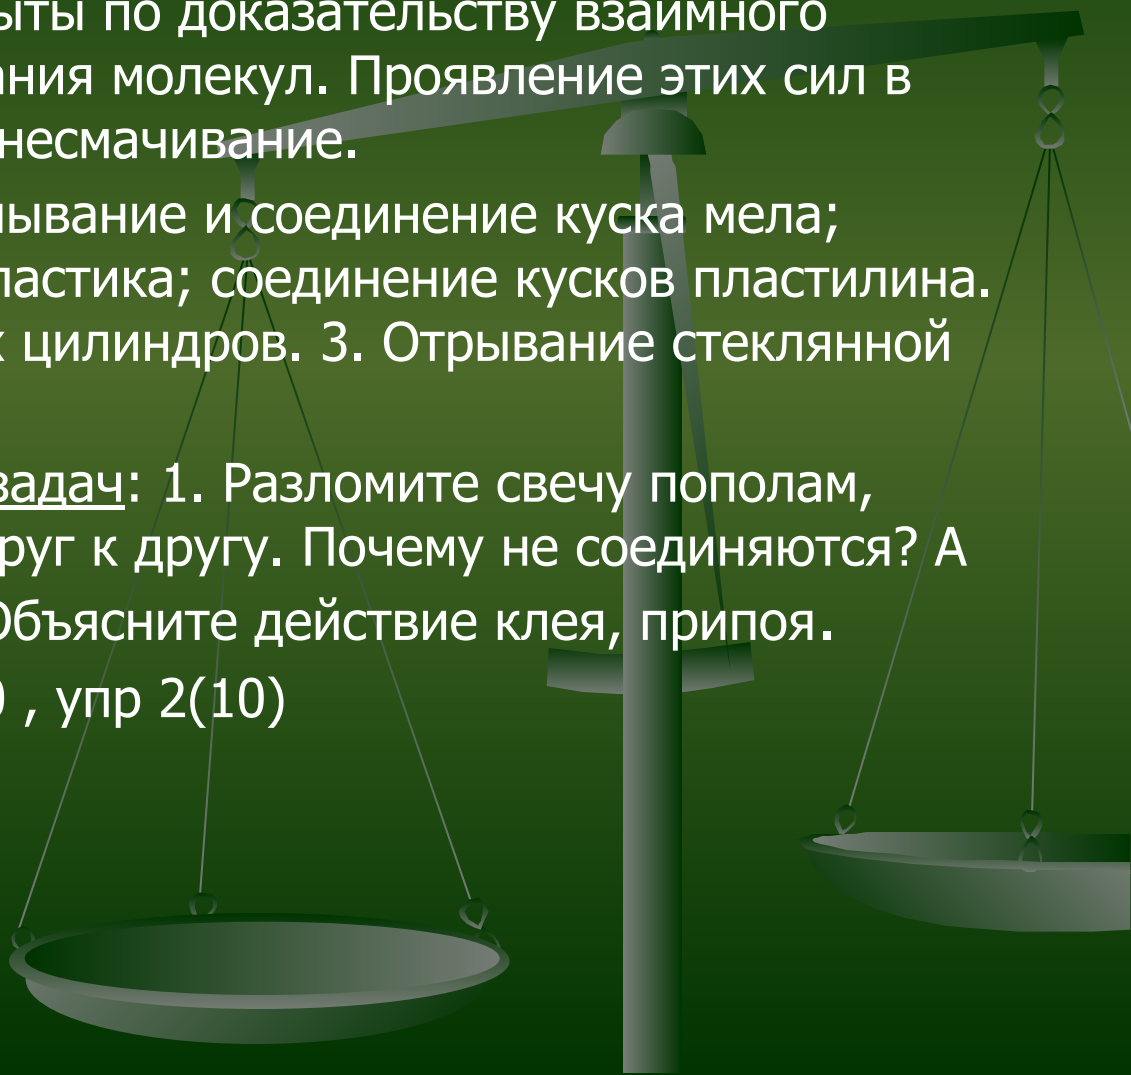 ыты по доказательству взаимного
ания молекул. Проявление этих сил в
несмачивание.
ывание и соединение куска мела;
ластика; соединение кусков пластилина.
х цилиндров. 3. Отрывание стеклянной
задач: 1. Разломите свечу пополам,
руг к другу. Почему не соединяются? А
Объясните действие клея, припоя.
, упр 2(10)